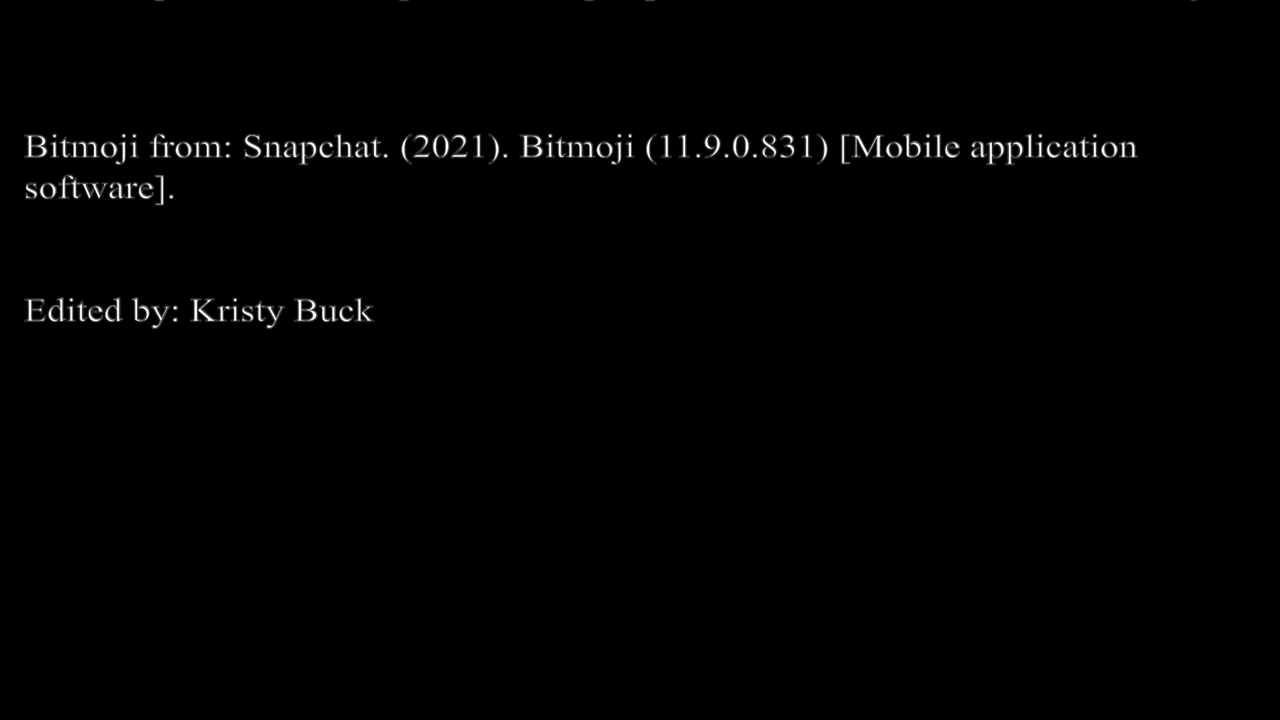 Bitmoji from: Snapchat. (2021). Bitmoji (11.9.0.831) [Mobile application
software].
Edited by: Kristy Buck